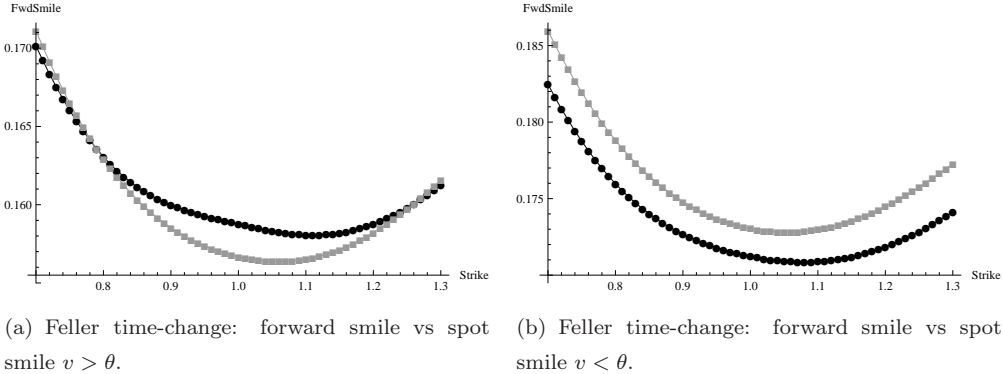 FwdSmile
0.170
0.165
0.160
0.8 0.9 1.0 1.1 1.2 1.3
Strike
(a) Feller time-change: forward smile vs spot
smile v > θ.
FwdSmile
0.185
0.180
0.175
0.8 0.9 1.0 1.1 1.2 1.3
Strike
(b) Feller time-change: forward smile vs spot
smile v < θ.